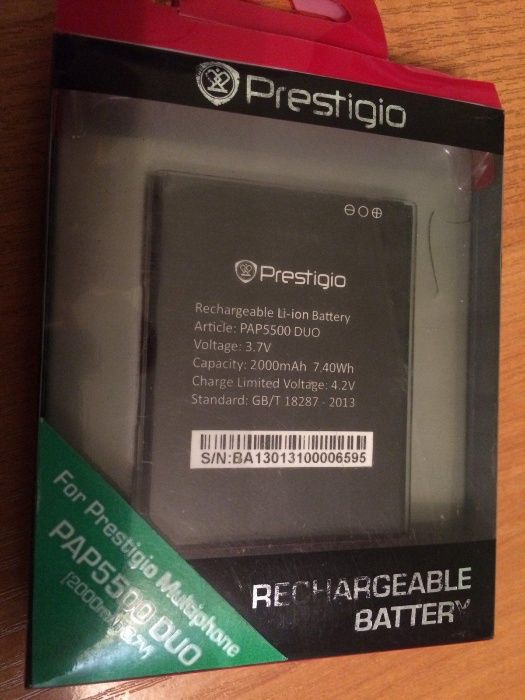 Prestigio
Prestigio
Rechargeable Li-ion Battery
Article: PAP5500 DUO
Voltage: 3.7V
Capacity: 2000mAh 7.40Wh
Charge Limited Voltage: 4.2V
Standard: GB/T 18287 - 2013
S/N:BA13013100006595
For Prestigio Multiphone
PAP5500 DUO
RECHARGEABLE
BATTERY